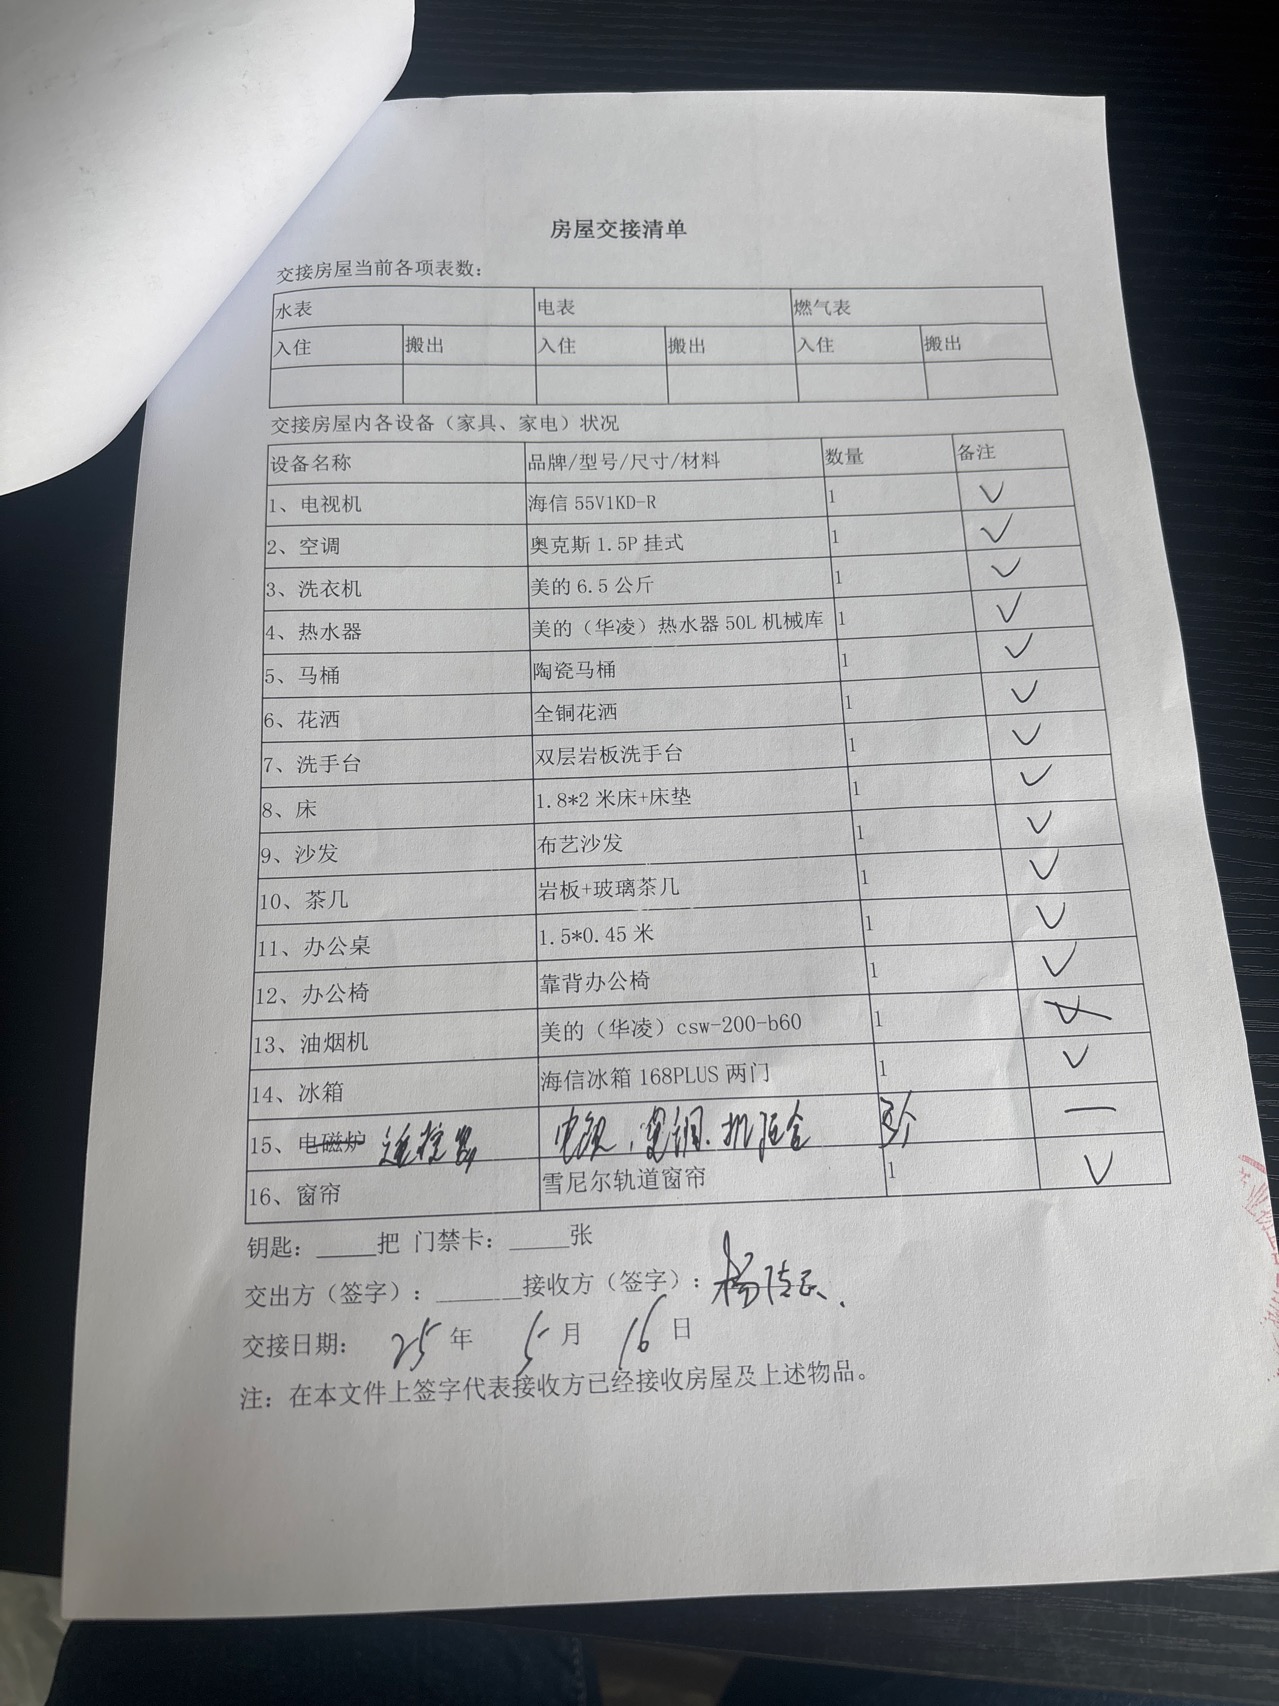 房屋交接清单
交接房屋当前各项表数：
水表 电表 燃气表
入住 搬出 入住 搬出 入住 搬出
交接房屋内各设备（家具、家电）状况
设备名称 品牌/型号/尺寸/材料 数量 备注
1、电视机 海信 55V1KD-R 1 ✓
2、空调 奥克斯 1.5P 挂式 1 ✓
3、洗衣机 美的 6.5 公斤 1 ✓
4、热水器 美的（华凌）热水器 50L 机械库 1 ✓
5、马桶 陶瓷马桶 1 ✓
6、花洒 全铜花洒 1 ✓
7、洗手台 双层岩板洗手台 1 ✓
8、床 1.8*2 米床+床垫 1 ✓
9、沙发 布艺沙发 1 ✓
10、茶几 岩板+玻璃茶几 1 ✓
11、办公桌 1.5*0.45 米 1 ✓
12、办公椅 靠背办公椅 1 ✓
13、油烟机 美的（华凌）csw-200-b60 1
14、冰箱 海信冰箱 168PLUS 两门 1 ✓
15、电磁炉 遥控器 电视、空调、机顶盒 3个 —
16、窗帘 雪尼尔轨道窗帘 1 ✓
钥匙：_____把 门禁卡：_____张
交出方（签字）：_______接收方（签字）：杨
交接日期： 25 年 5 月 16 日
注：在本文件上签字代表接收方已经接收房屋及上述物品。